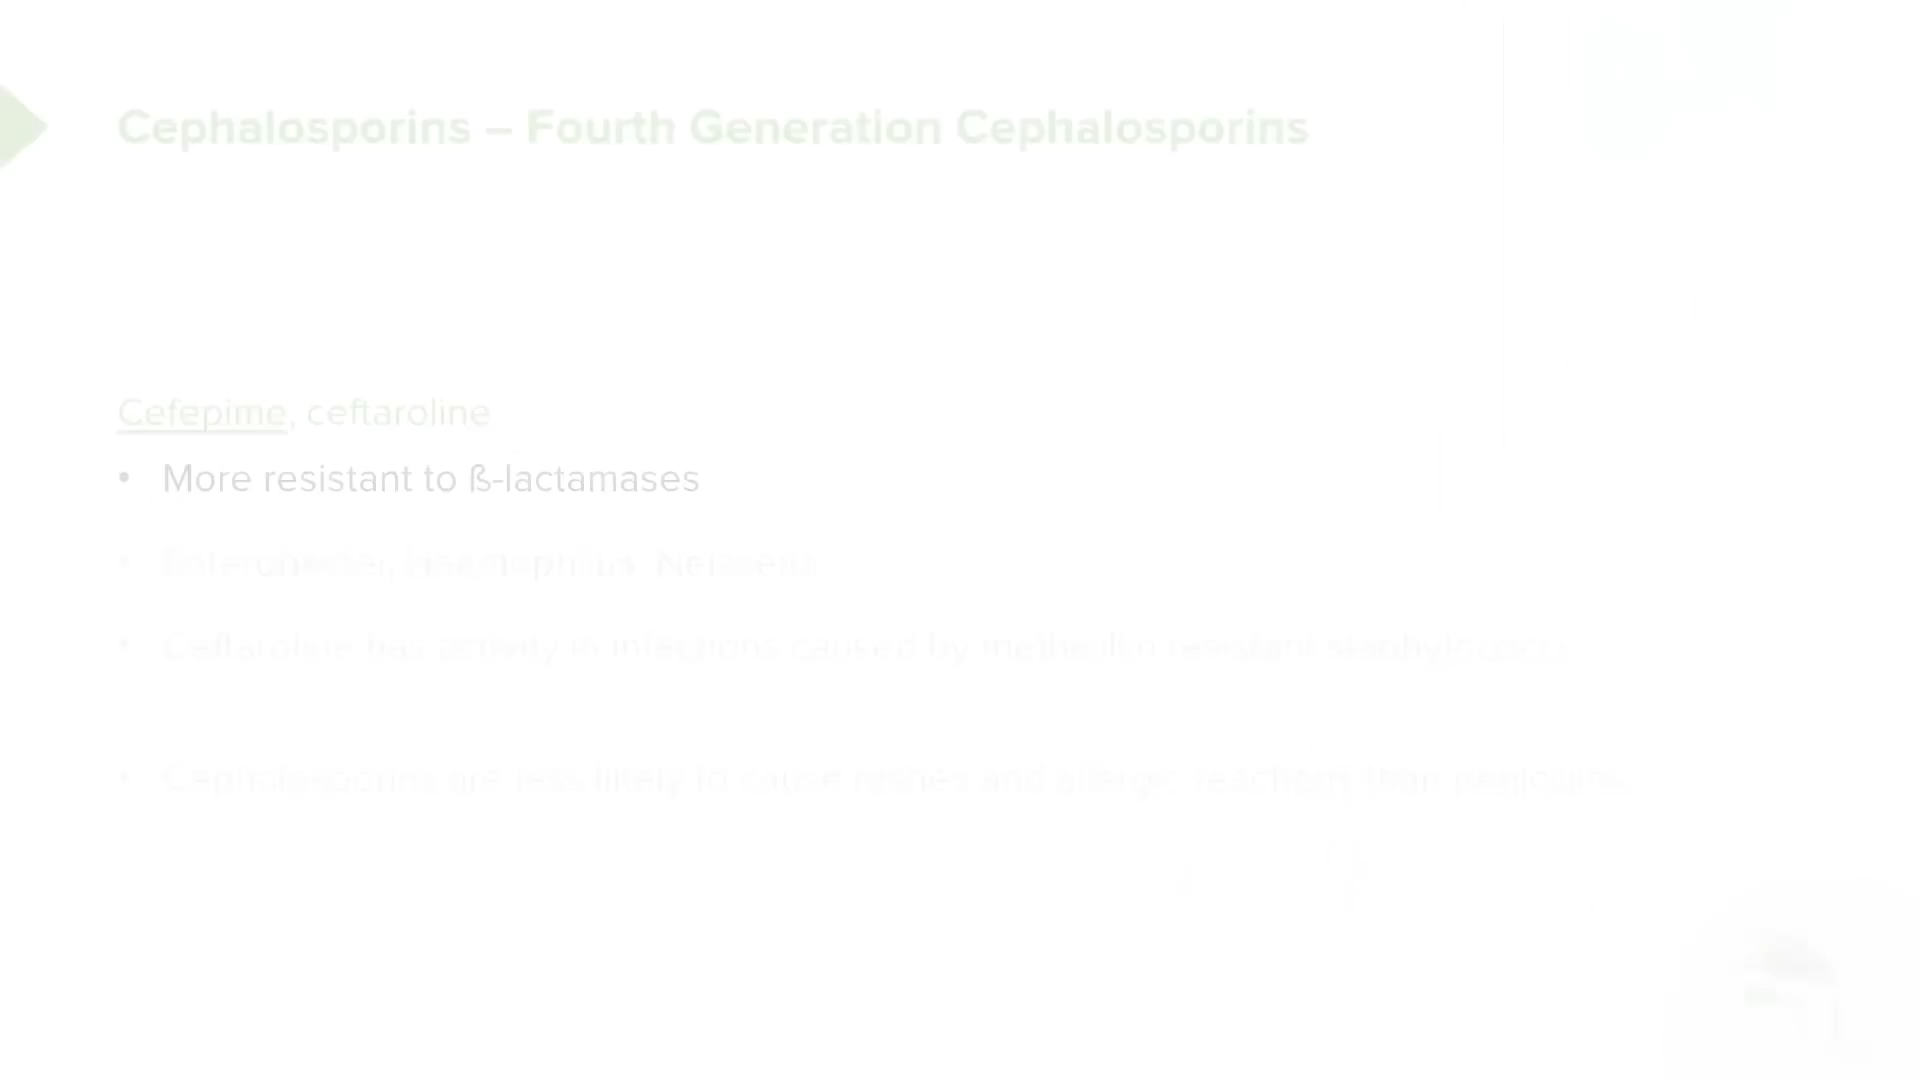 Cephalosporins – Fourth Generation Cephalosporins
Cefepime, ceftaroline
• More resistant to ß-lactamases
• Enterobacter, Haemophilus, Neisseria
• Ceftaroline has activity in infections caused by methicillin resistant staphylococci
• Cephalosporins are less likely to cause rashes and allergic reactions than penicillins